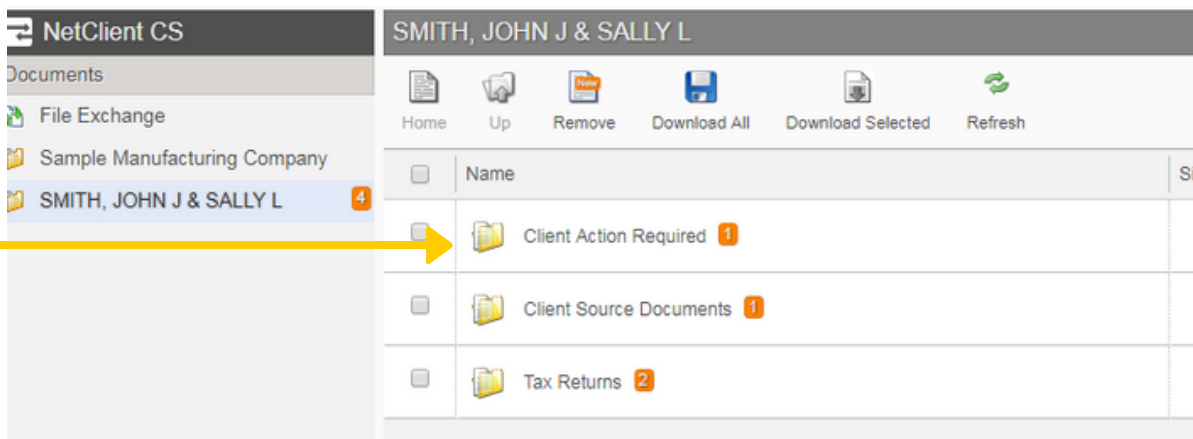 NetClient CS
Documents
File Exchange
Sample Manufacturing Company
SMITH, JOHN J & SALLY L 4
SMITH, JOHN J & SALLY L
Home Up New Remove Download All Download Selected Refresh
Name
Client Action Required 1
Client Source Documents 1
Tax Returns 2